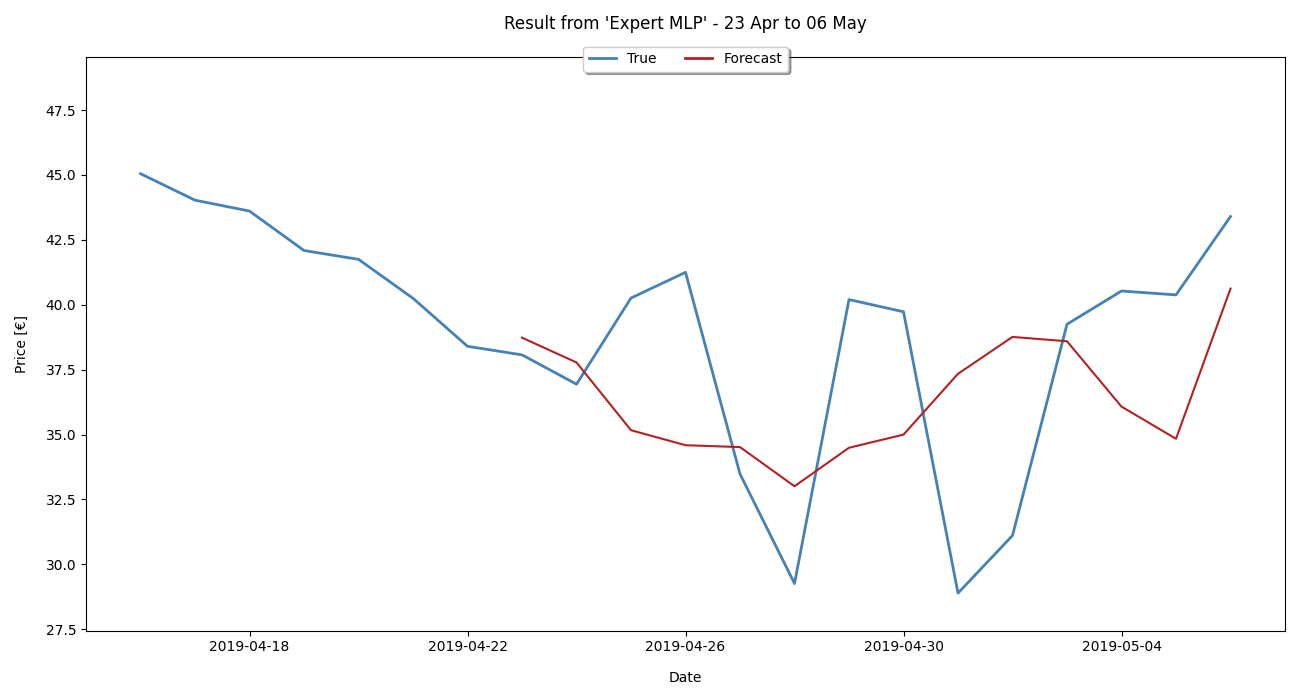 Result from 'Expert MLP' - 23 Apr to 06 May
True
Forecast
Price [€]
47.5
45.0
42.5
40.0
37.5
35.0
32.5
30.0
27.5
2019-04-18
2019-04-22
2019-04-26
2019-04-30
2019-05-04
Date